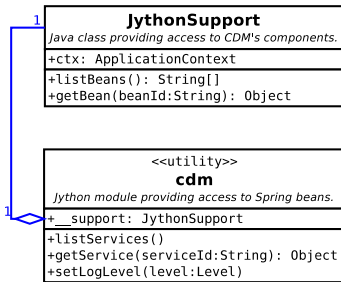 1
JythonSupport
Java class providing access to CDM's components.
+ctx: ApplicationContext
+listBeans(): String[]
+getBean(beanId:String): Object
<<utility>>
cdm
Jython module providing access to Spring beans.
1
+__support: JythonSupport
+listServices()
+getService(serviceId:String): Object
+setLogLevel(level:Level)